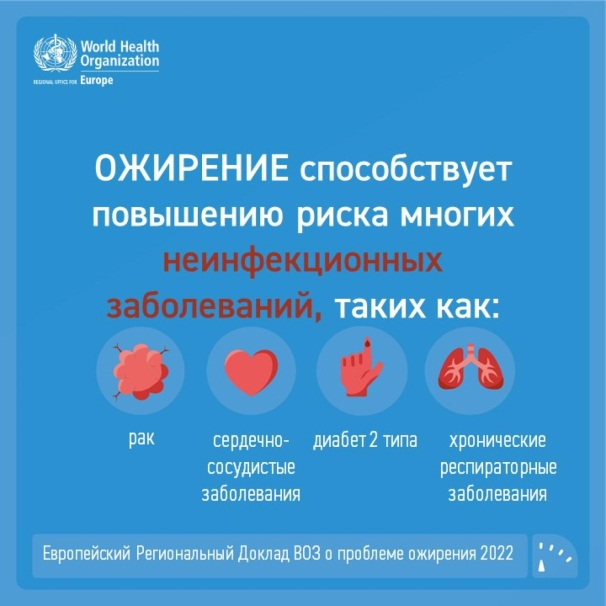 World Health
Organization
REGIONAL OFFICE FOR Europe
ОЖИРЕНИЕ способствует
повышению риска многих
неинфекционных
заболеваний, таких как:
рак
сердечно-
сосудистые
заболевания
диабет 2 типа
хронические
респираторные
заболевания
Европейский Региональный Доклад ВОЗ о проблеме ожирения 2022